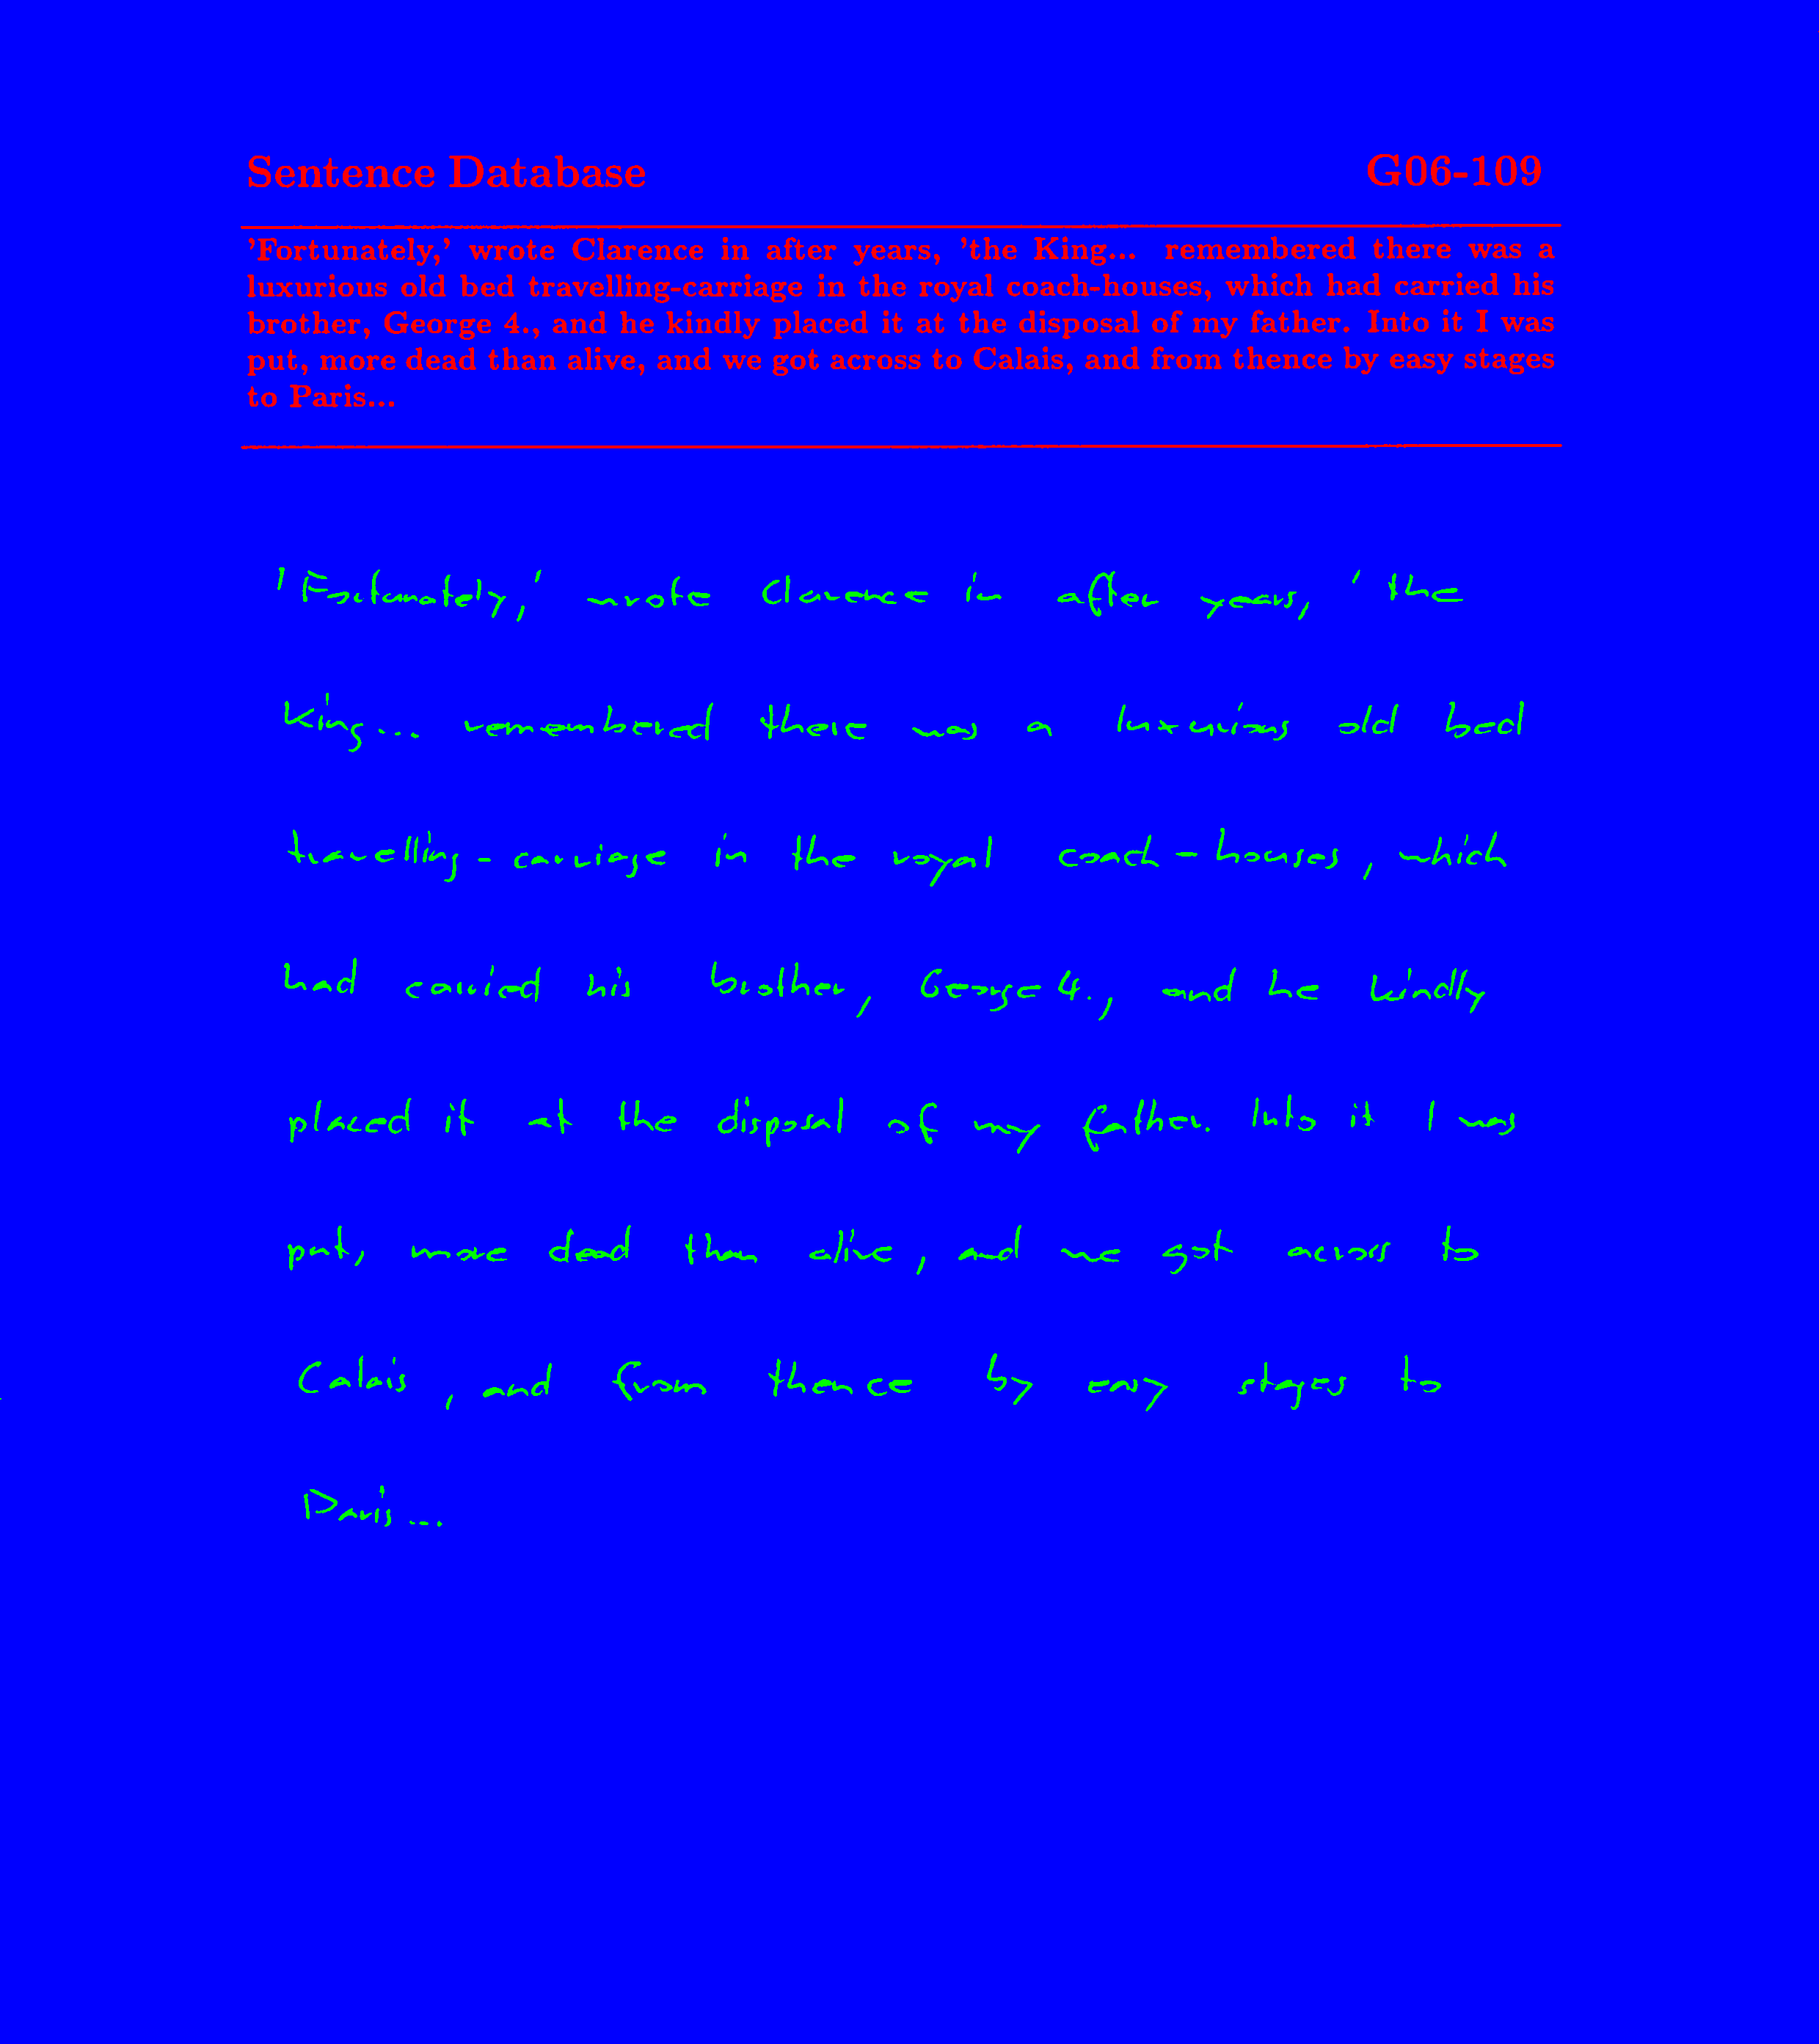 Sentence Database G06-109
'Fortunately,' wrote Clarence in after years, 'the King... remembered there was a
luxurious old bed travelling-carriage in the royal coach-houses, which had carried his
brother, George 4., and he kindly placed it at the disposal of my father. Into it I was
put, more dead than alive, and we got across to Calais, and from thence by easy stages
to Paris...
'Fortunately,' wrote Clarence in after years, 'the
King... remembered there was a luxurious old bed
travelling-carriage in the royal coach-houses, which
had carried his brother, George 4., and he kindly
placed it at the disposal of my father. Into it I was
put, more dead than alive, and we got across to
Calais, and from thence by easy stages to
Paris...